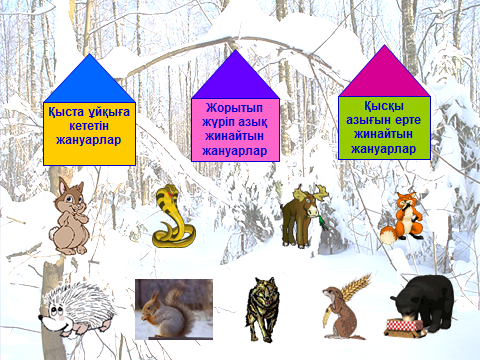 Қыста ұйқыға
кететін
жануарлар
Жорытып
жүріп азық
жинайтын
жануарлар
Қысқы
азығын ерте
жинайтын
жануарлар